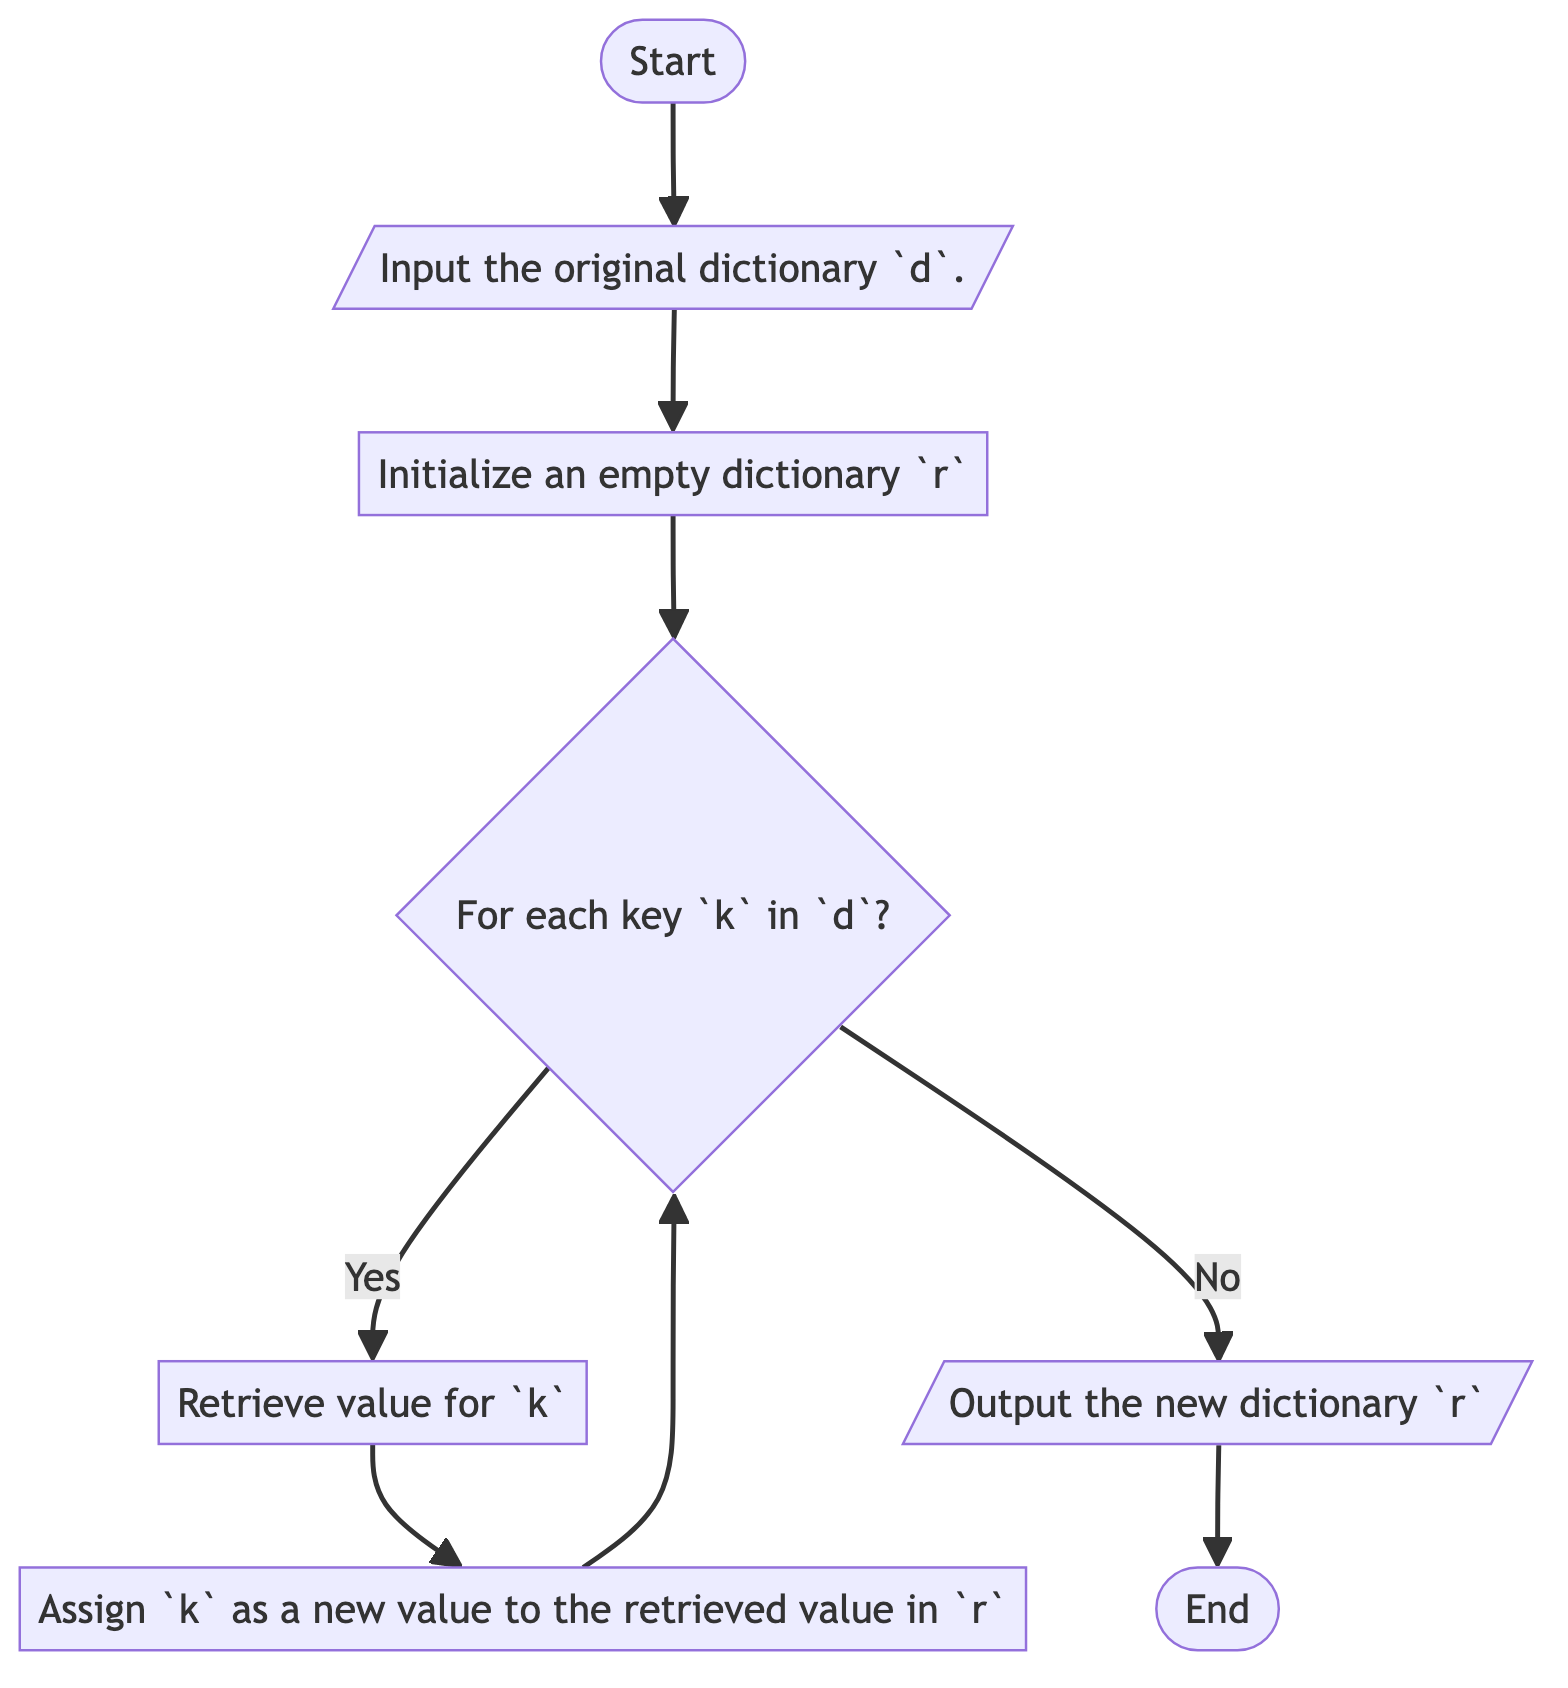 Start
Input the original dictionary `d`.
Initialize an empty dictionary `r`
For each key `k` in `d`?
Yes
No
Retrieve value for `k`
Output the new dictionary `r`
Assign `k` as a new value to the retrieved value in `r`
End